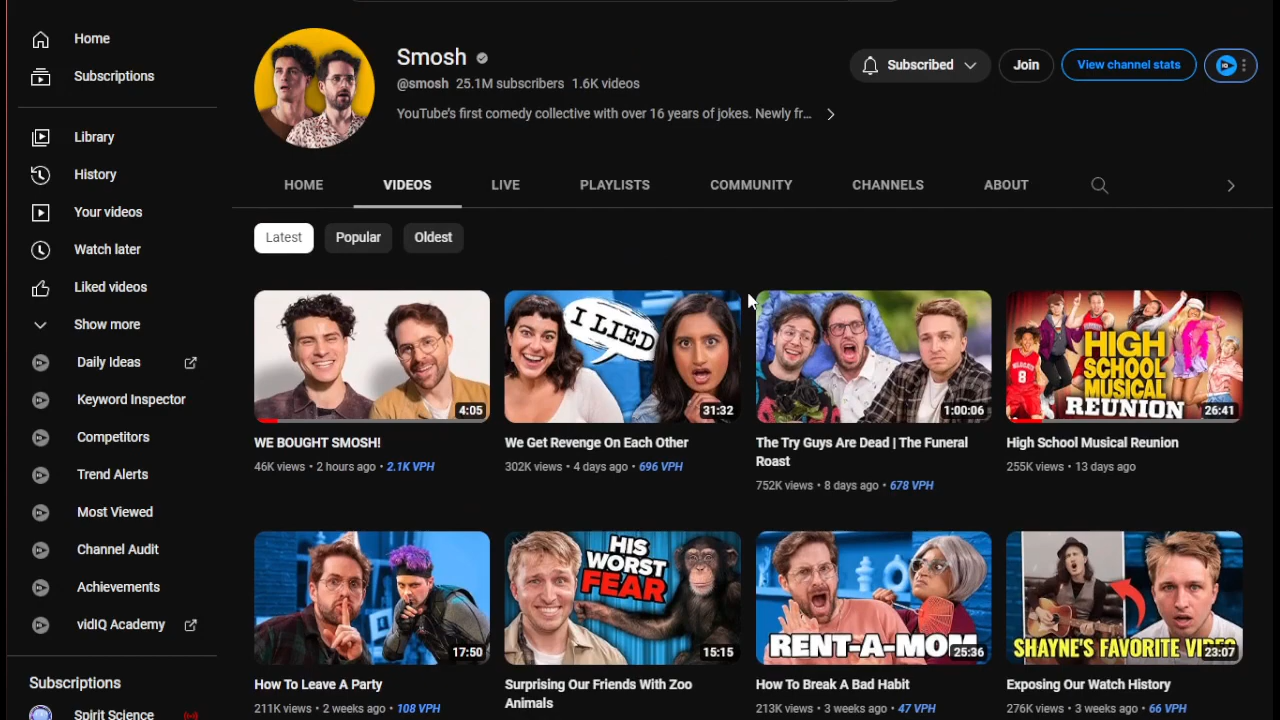 Home
Subscriptions
Library
History
Your videos
Watch later
Liked videos
Show more
Daily Ideas
Keyword Inspector
Competitors
Trend Alerts
Most Viewed
Channel Audit
Achievements
vidIQ Academy
Subscriptions
Spirit Science
Smosh
@smosh 25.1M subscribers 1.6K videos
YouTube's first comedy collective with over 16 years of jokes. Newly fr...
Subscribed
Join
View channel stats
HOME VIDEOS LIVE PLAYLISTS COMMUNITY CHANNELS ABOUT
Latest Popular Oldest
4:05
WE BOUGHT SMOSH!
46K views • 2 hours ago • 2.1K VPH
I LIED
31:32
We Get Revenge On Each Other
302K views • 4 days ago • 696 VPH
1:00:06
The Try Guys Are Dead | The Funeral
Roast
752K views • 8 days ago • 678 VPH
8
HIGH
SCHOOL
MUSICAL
REUNION
26:41
High School Musical Reunion
255K views • 13 days ago
17:50
How To Leave A Party
211K views • 2 weeks ago • 108 VPH
HIS
WORST
FEAR
15:15
Surprising Our Friends With Zoo
Animals
RENT-A-MOM
25:36
How To Break A Bad Habit
213K views • 3 weeks ago • 47 VPH
SHAYNE'S FAVORITE
23:07
Exposing Our Watch History
276K views • 3 weeks ago • 66 VPH